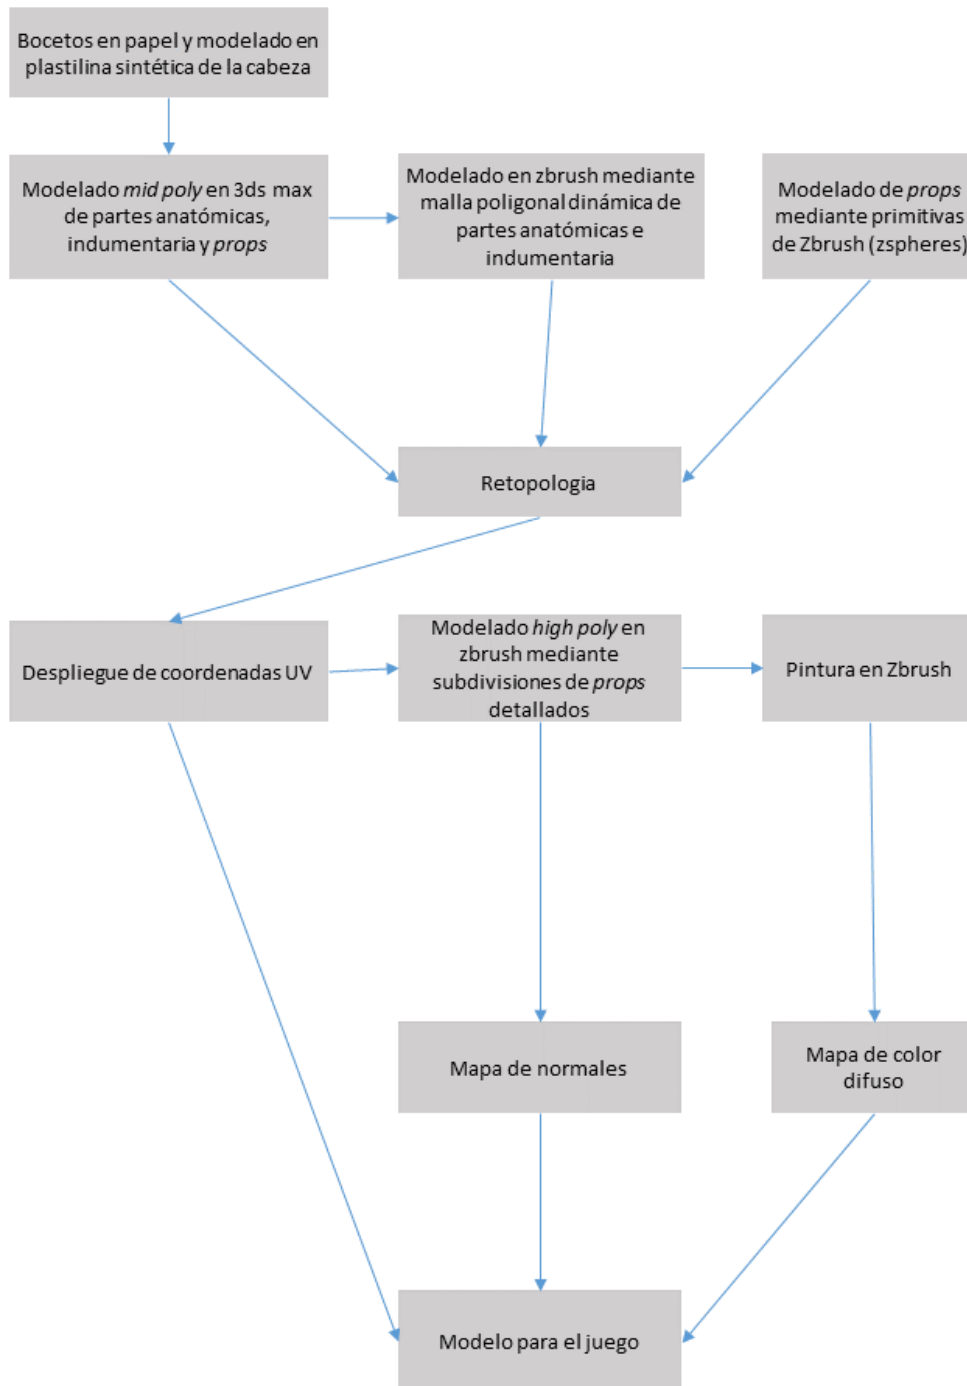 Bocetos en papel y modelado en
plastilina sintética de la cabeza
Modelado mid poly en 3ds max
de partes anatómicas,
indumentaria y props
Modelado en zbrush mediante
malla poligonal dinámica de
partes anatómicas e
indumentaria
Modelado de props
mediante primitivas
de Zbrush (zspheres)
Retopologia
Despliegue de coordenadas UV
Modelado high poly en
zbrush mediante
subdivisiones de props
detallados
Pintura en Zbrush
Mapa de normales
Mapa de color
difuso
Modelo para el juego